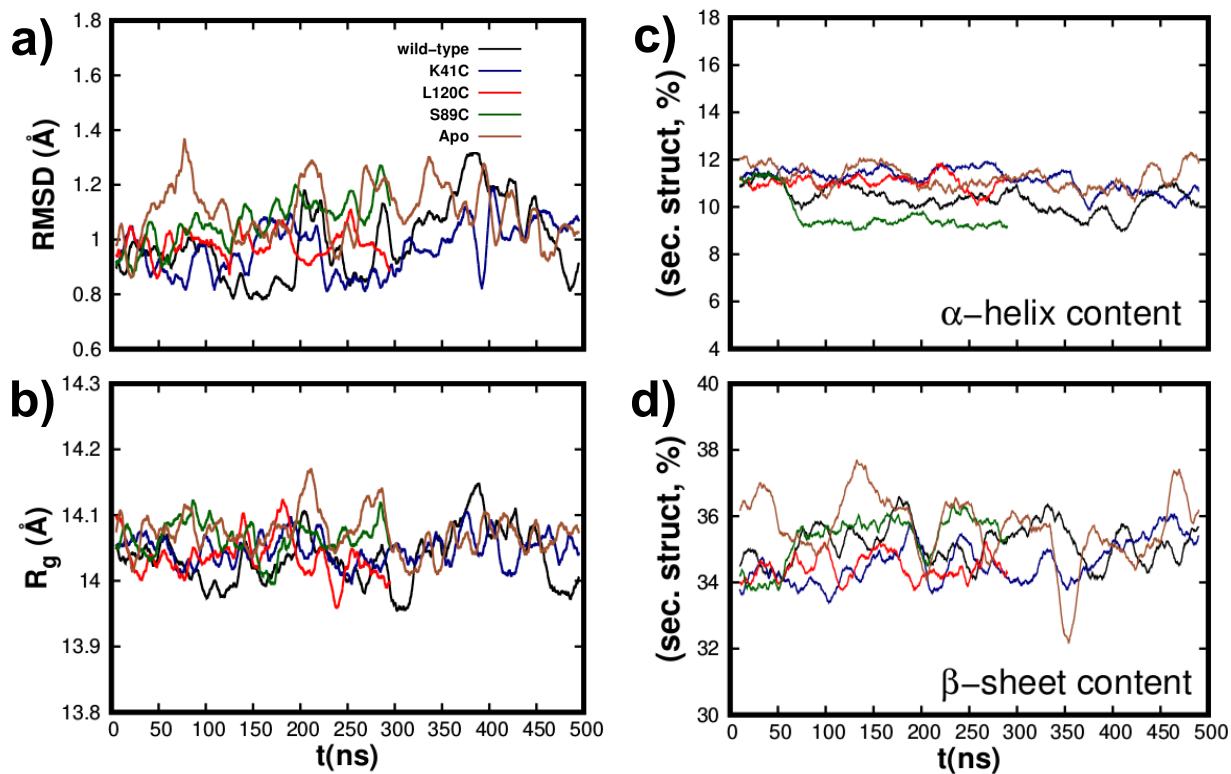 a)
RMSD (Å)
1.8
1.6
1.4
1.2
1
0.8
0.6
wild-type
K41C
L120C
S89C
Apo
c)
(sec. struct, %)
18
16
14
12
10
8
6
4
α-helix content
b)
Rg (Å)
14.3
14.2
14.1
14
13.9
13.8
0 50 100 150 200 250 300 350 400 450 500
t(ns)
d)
(sec. struct, %)
40
38
36
34
32
30
β-sheet content
0 50 100 150 200 250 300 350 400 450 500
t(ns)